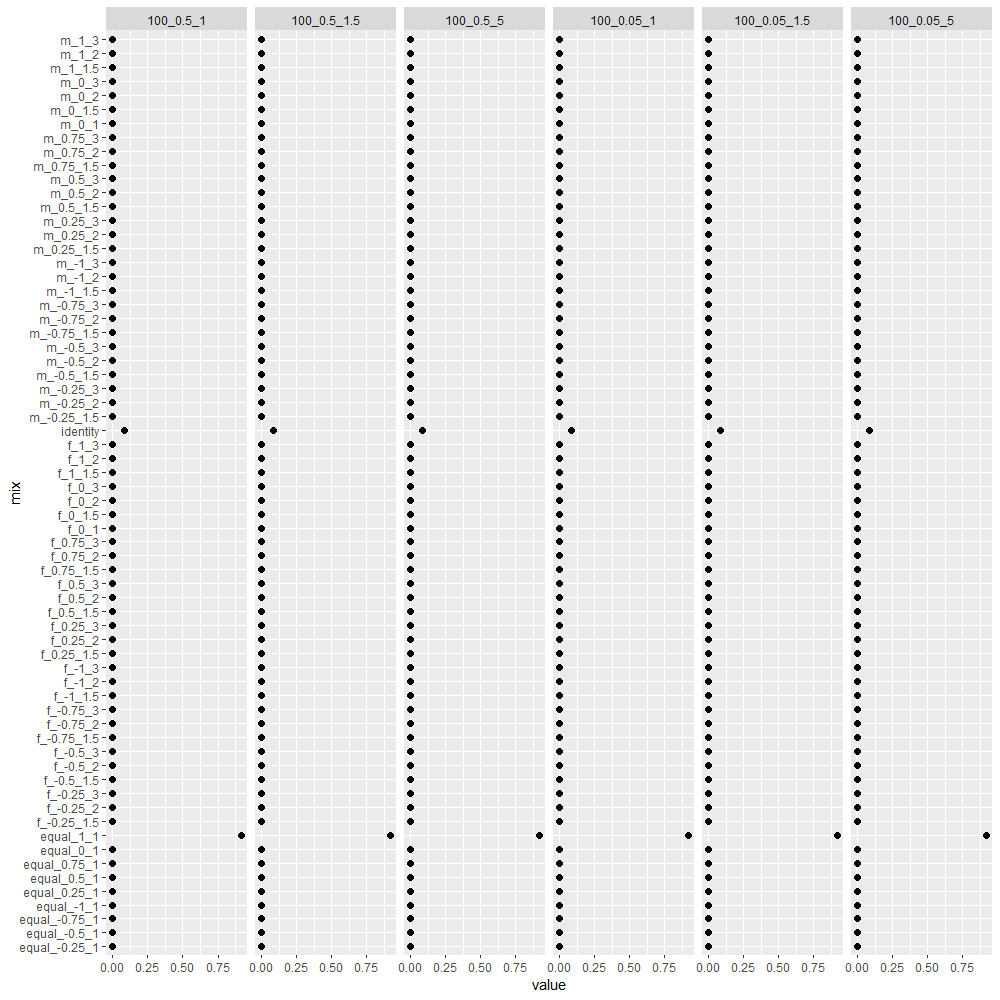 100_0.5_1 100_0.5_1.5 100_0.5_5 100_0.05_1 100_0.05_1.5 100_0.05_5
m_1_3
m_1_2
m_1_1.5
m_0_3
m_0_2
m_0_1.5
m_0_1
m_0.75_3
m_0.75_2
m_0.75_1.5
m_0.5_3
m_0.5_2
m_0.5_1.5
m_0.25_3
m_0.25_2
m_0.25_1.5
m_-1_3
m_-1_2
m_-1_1.5
m_-0.75_3
m_-0.75_2
m_-0.75_1.5
m_-0.5_3
m_-0.5_2
m_-0.5_1.5
m_-0.25_3
m_-0.25_2
m_-0.25_1.5
identity
f_1_3
f_1_2
f_1_1.5
f_0_3
f_0_2
f_0_1.5
f_0_1
f_0.75_3
f_0.75_2
f_0.75_1.5
f_0.5_3
f_0.5_2
f_0.5_1.5
f_0.25_3
f_0.25_2
f_0.25_1.5
f_-1_3
f_-1_2
f_-1_1.5
f_-0.75_3
f_-0.75_2
f_-0.75_1.5
f_-0.5_3
f_-0.5_2
f_-0.5_1.5
f_-0.25_3
f_-0.25_2
f_-0.25_1.5
equal_1_1
equal_0_1
equal_0.75_1
equal_0.5_1
equal_0.25_1
equal_-1_1
equal_-0.75_1
equal_-0.5_1
equal_-0.25_1
mix
0.00 0.25 0.50 0.75 0.00 0.25 0.50 0.75 0.00 0.25 0.50 0.75 0.00 0.25 0.50 0.75 0.00 0.25 0.50 0.75 0.00 0.25 0.50 0.75
value